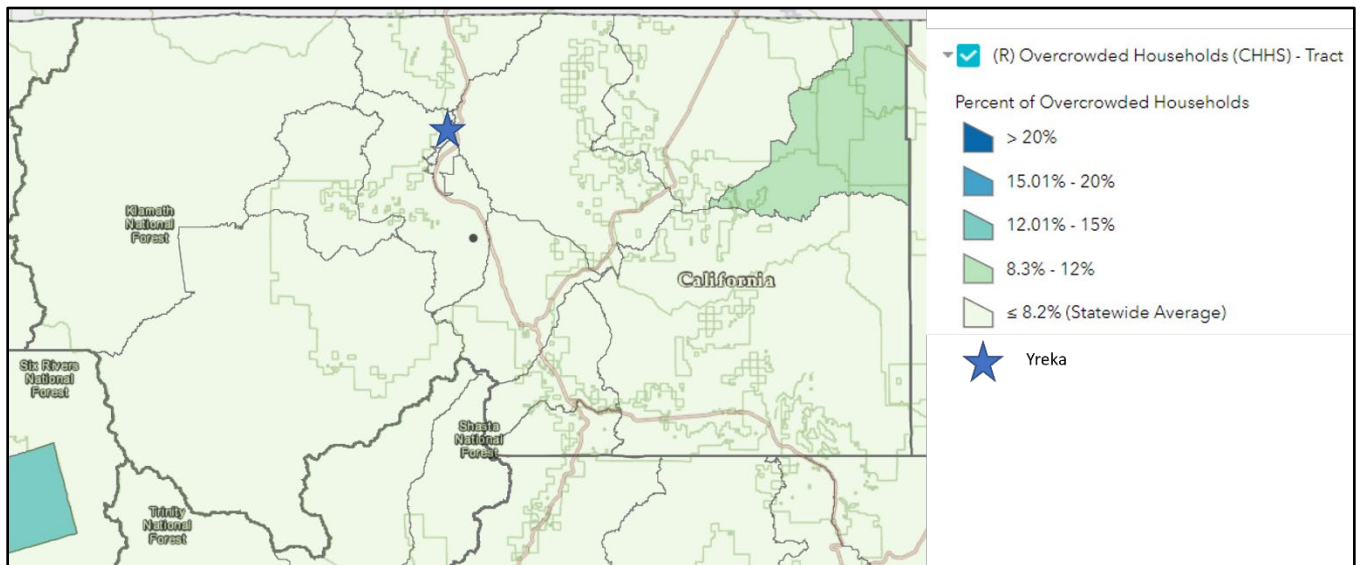 Klamath
National
Forest
California
Six Rivers
National
Forest
Shasta
National
Forest
Trinity
National
Forest
(R) Overcrowded Households (CHHS) - Tract
Percent of Overcrowded Households
> 20%
15.01% - 20%
12.01% - 15%
8.3% - 12%
≤ 8.2% (Statewide Average)
Yreka